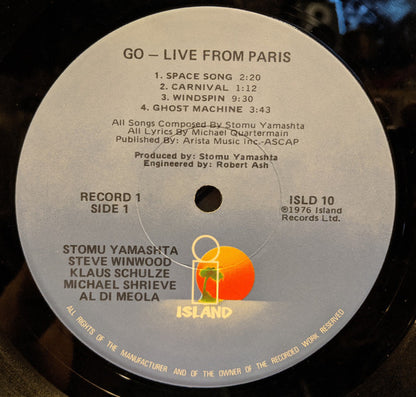 GO — LIVE FROM PARIS
1. SPACE SONG 2:20
2. CARNIVAL 1:12
3. WINDSPIN 9:30
4. GHOST MACHINE 3:43
All Songs Composed By Stomu Yamashta
All Lyrics By Michael Quartermain
Published By: Arista Music Inc.-ASCAP
Produced by: Stomu Yamashta
Engineered by: Robert Ash
RECORD 1
SIDE 1
ISLD 10
℗1976 Island
Records Ltd.
STOMU YAMASHTA
STEVE WINWOOD
KLAUS SCHULZE
MICHAEL SHRIEVE
AL DI MEOLA
ISLAND
ALL RIGHTS OF THE MANUFACTURER AND OF THE OWNER OF THE RECORDED WORK RESERVED